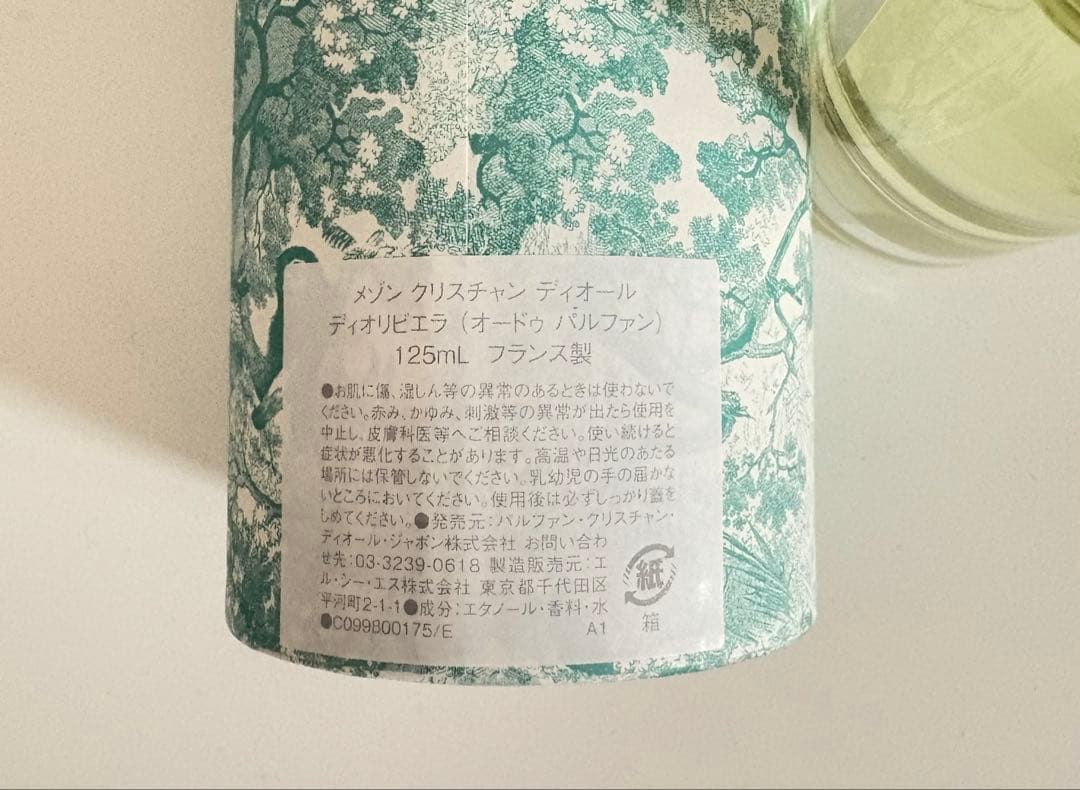 メゾン クリスチャン ディオール
ディオリビエラ（オードゥ パルファン）
125mL フランス製
●お肌に傷、湿しん等の異常のあるときは使わないで
ください。赤み、かゆみ、刺激等の異常が出たら使用を
中止し、皮膚科医等へご相談ください。使い続けると
症状が悪化することがあります。高温や日光のあたる
場所には保管しないでください。乳幼児の手の届かな
いところにおいてください。使用後は必ずしっかり蓋を
しめてください。●発売元：パルファン・クリスチャン・
ディオール・ジャポン株式会社 お問い合わ
せ先：03-3239-0618 製造販売元：エ
ル・シー・エス株式会社 東京都千代田区
平河町2-1-1●成分：エタノール・香料・水
●C099800175/E A1
紙
箱